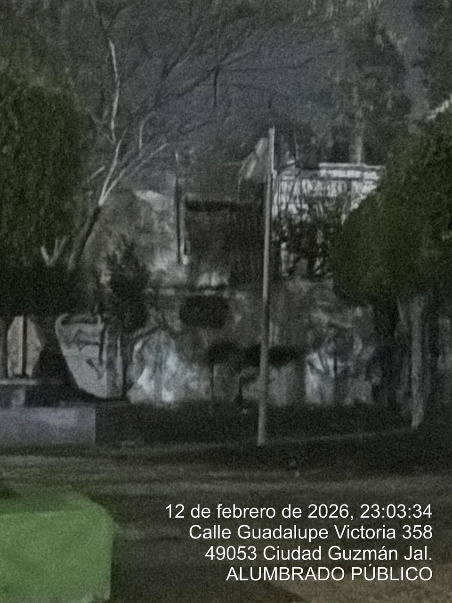 12 de febrero de 2026, 23:03:34
Calle Guadalupe Victoria 358
49053 Ciudad Guzmán Jal.
ALUMBRADO PÚBLICO